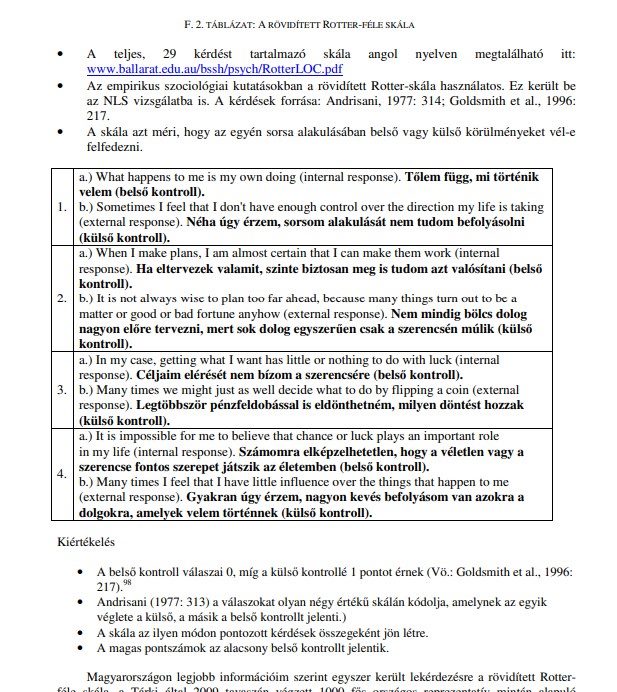 F. 2. TÁBLÁZAT: A RÖVIDÍTETT ROTTER-FÉLE SKÁLA
• A teljes, 29 kérdést tartalmazó skála angol nyelven megtalálható itt:
www.ballarat.edu.au/bssh/psych/RotterLOC.pdf
• Az empirikus szociológiai kutatásokban a rövidített Rotter-skála használatos. Ez került be
az NLS vizsgálatba is. A kérdések forrása: Andrisani, 1977: 314; Goldsmith et al., 1996:
217.
• A skála azt méri, hogy az egyén sorsa alakulásában belső vagy külső körülményeket vél-e
felfedezni.
a.) What happens to me is my own doing (internal response). Tőlem függ, mi történik
velem (belső kontroll).
1. b.) Sometimes I feel that I don't have enough control over the direction my life is taking
(external response). Néha úgy érzem, sorsom alakulását nem tudom befolyásolni
(külső kontroll).
a.) When I make plans, I am almost certain that I can make them work (internal
response). Ha eltervezek valamit, szinte biztosan meg is tudom azt valósítani (belső
kontroll).
2. b.) It is not always wise to plan too far ahead, because many things turn out to be a
matter or good or bad fortune anyhow (external response). Nem mindig bölcs dolog
nagyon előre tervezni, mert sok dolog egyszerűen csak a szerencsén múlik (külső
kontroll).
a.) In my case, getting what I want has little or nothing to do with luck (internal
response). Céljaim elérését nem bízom a szerencsére (belső kontroll).
3. b.) Many times we might just as well decide what to do by flipping a coin (external
response). Legtöbbször pénzfeldobással is eldönthetném, milyen döntést hozzak
(külső kontroll).
a.) It is impossible for me to believe that chance or luck plays an important role
in my life (internal response). Számomra elképzelhetetlen, hogy a véletlen vagy a
szerencse fontos szerepet játszik az életemben (belső kontroll).
4. b.) Many times I feel that I have little influence over the things that happen to me
(external response). Gyakran úgy érzem, nagyon kevés befolyásom van azokra a
dolgokra, amelyek velem történnek (külső kontroll).
Kiértékelés
• A belső kontroll válaszai 0, míg a külső kontrollé 1 pontot érnek (Vö.: Goldsmith et al., 1996:
217).98
• Andrisani (1977: 313) a válaszokat olyan négy értékű skálán kódolja, amelynek az egyik
véglete a külső, a másik a belső kontrollt jelenti.)
• A skála az ilyen módon pontozott kérdések összegeként jön létre.
• A magas pontszámok az alacsony belső kontrollt jelentik.
Magyarországon legjobb információim szerint egyszer került lekérdezésre a rövidített Rotter-
féle skála, a Tárki által 2009 tavaszán végzett 1000 fős országos reprezentatív mintán alapuló